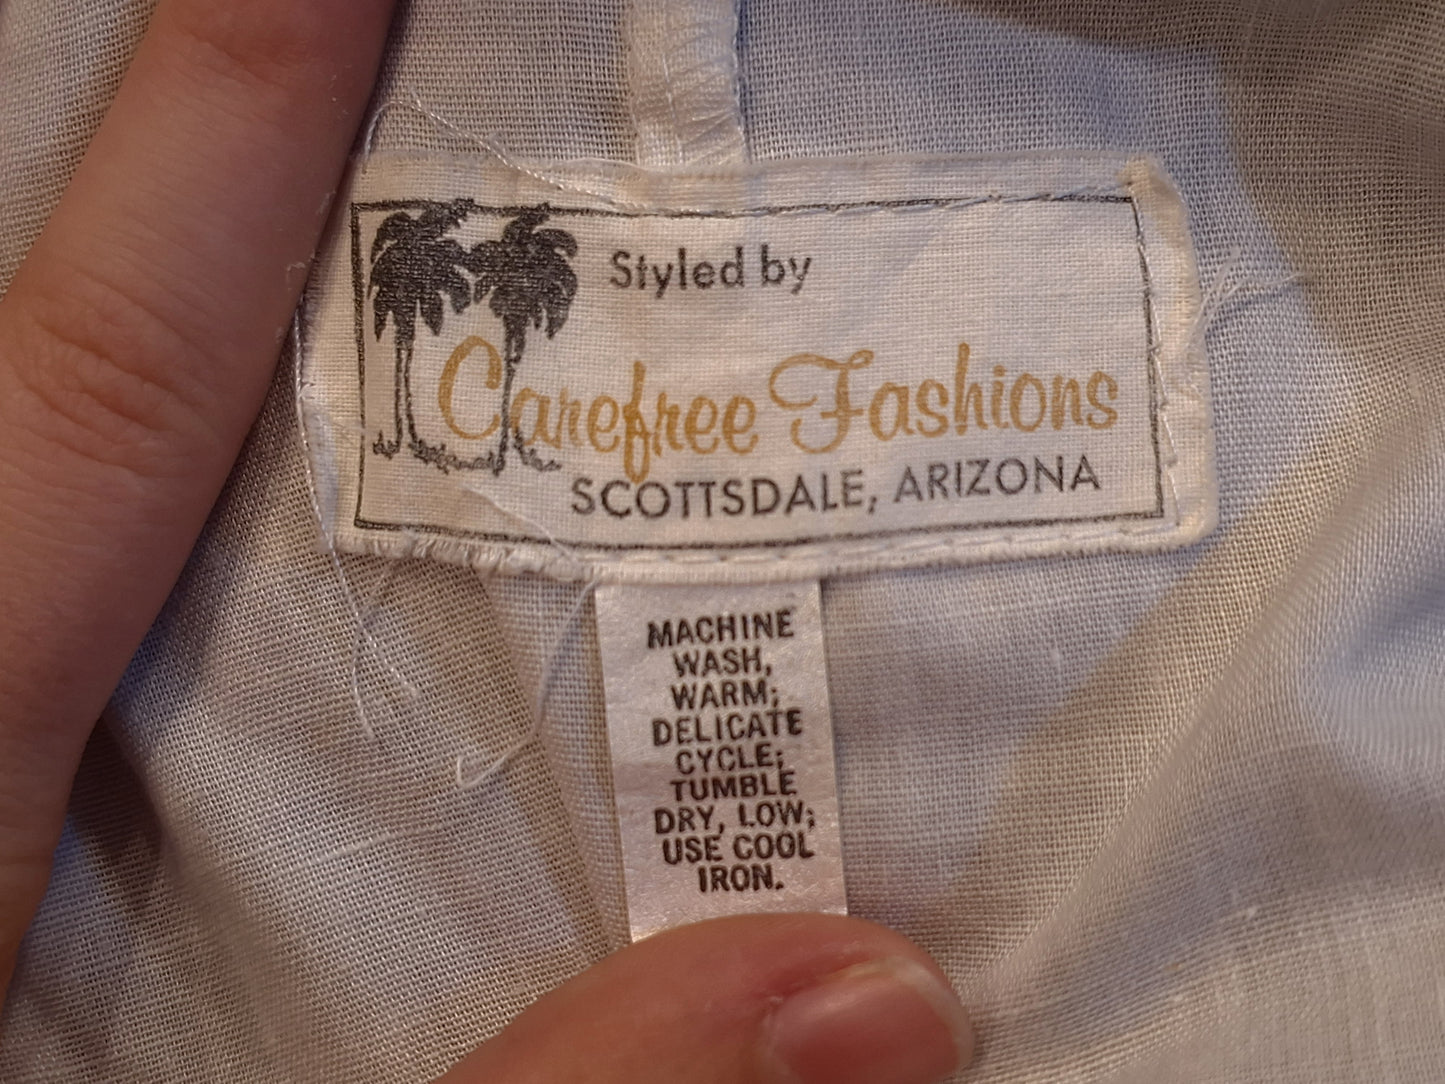 Styled by
Carefree Fashions
SCOTTSDALE, ARIZONA
MACHINE
WASH,
WARM;
DELICATE
CYCLE;
TUMBLE
DRY, LOW;
USE COOL
IRON.